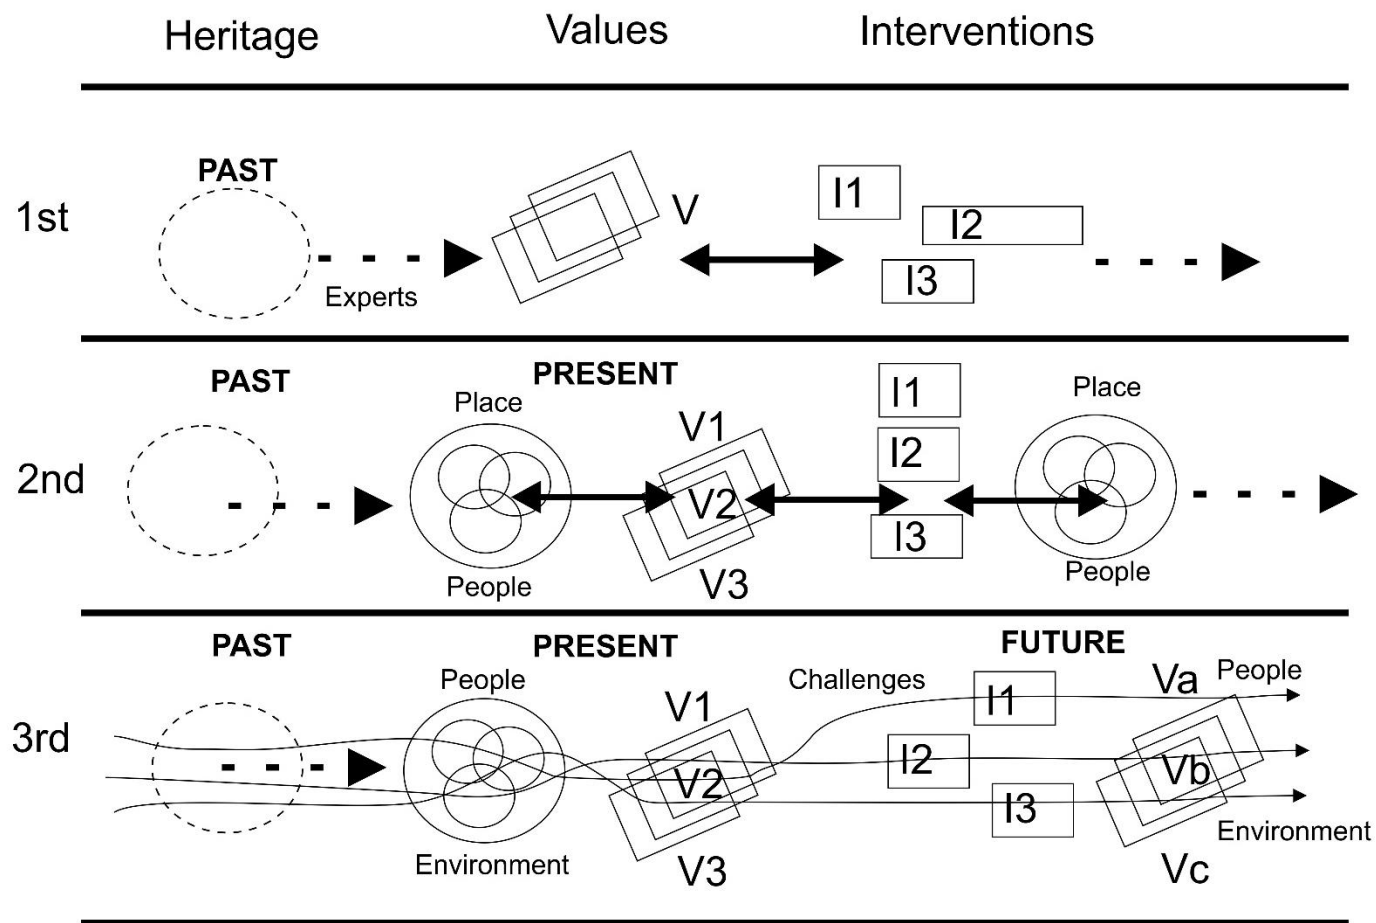 Heritage Values Interventions
1st
PAST
Experts
V
I1
I2
I3
2nd
PAST
PRESENT
Place
People
V1
V2
V3
I1
I2
I3
Place
People
3rd
PAST
PRESENT
FUTURE
People
Environment
V1
V2
V3
Challenges
I1
I2
I3
Va
Vb
Vc
People
Environment